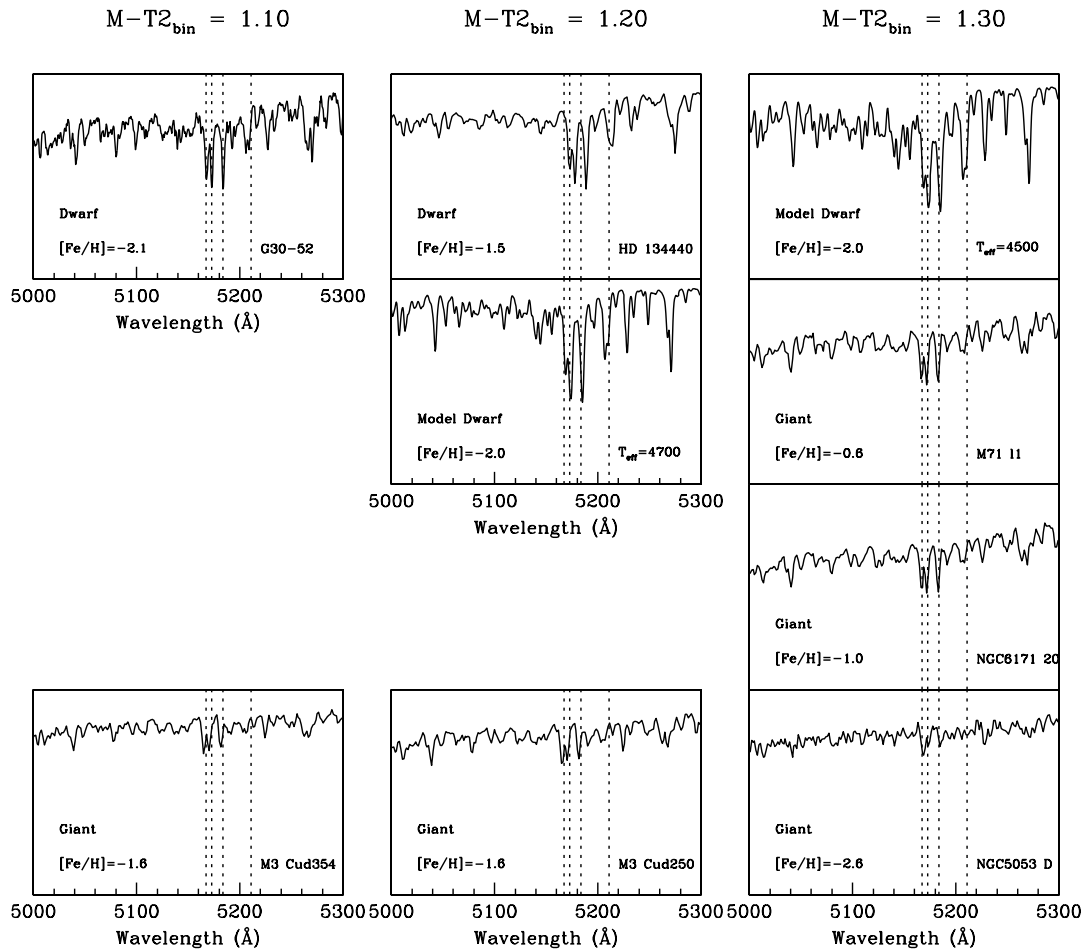 M-T2bin = 1.10
M-T2bin = 1.20
M-T2bin = 1.30
Dwarf
[Fe/H]=-2.1
G30-52
5000 5100 5200 5300
Wavelength (Å)
Dwarf
[Fe/H]=-1.5
HD 134440
Model Dwarf
[Fe/H]=-2.0
Teff=4700
5000 5100 5200 5300
Wavelength (Å)
Model Dwarf
[Fe/H]=-2.0
Teff=4500
Giant
[Fe/H]=-0.6
M71 l1
Giant
[Fe/H]=-1.0
NGC6171 20
Giant
[Fe/H]=-1.6
M3 Cud354
5000 5100 5200 5300
Wavelength (Å)
Giant
[Fe/H]=-1.6
M3 Cud250
5000 5100 5200 5300
Wavelength (Å)
Giant
[Fe/H]=-2.6
NGC5053 D
5000 5100 5200 5300
Wavelength (Å)